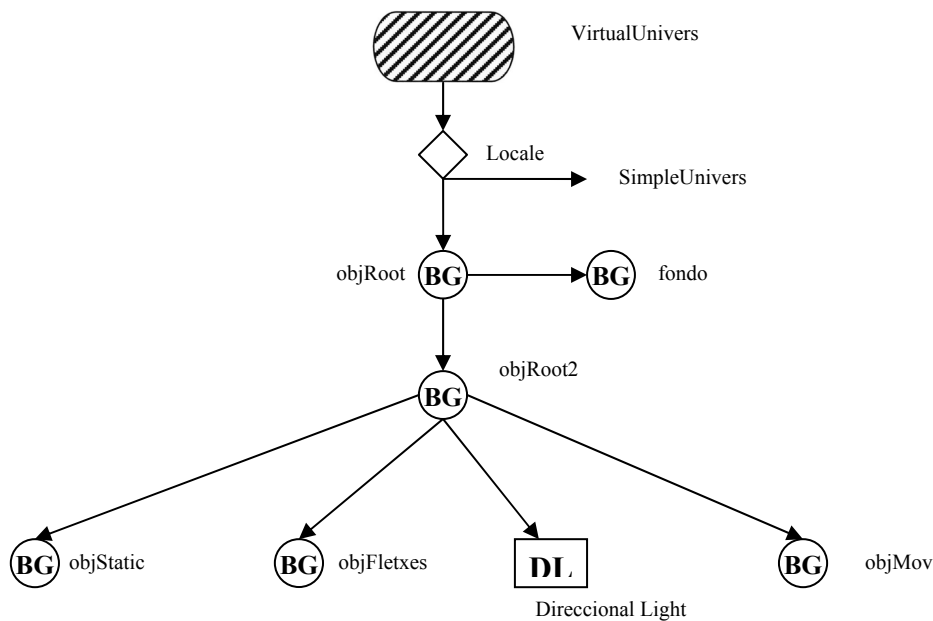 VirtualUnivers
Locale
SimpleUnivers
objRoot
BG
BG
fondo
objRoot2
BG
BG
objStatic
BG
objFletxes
DL
BG
objMov
Direccional Light